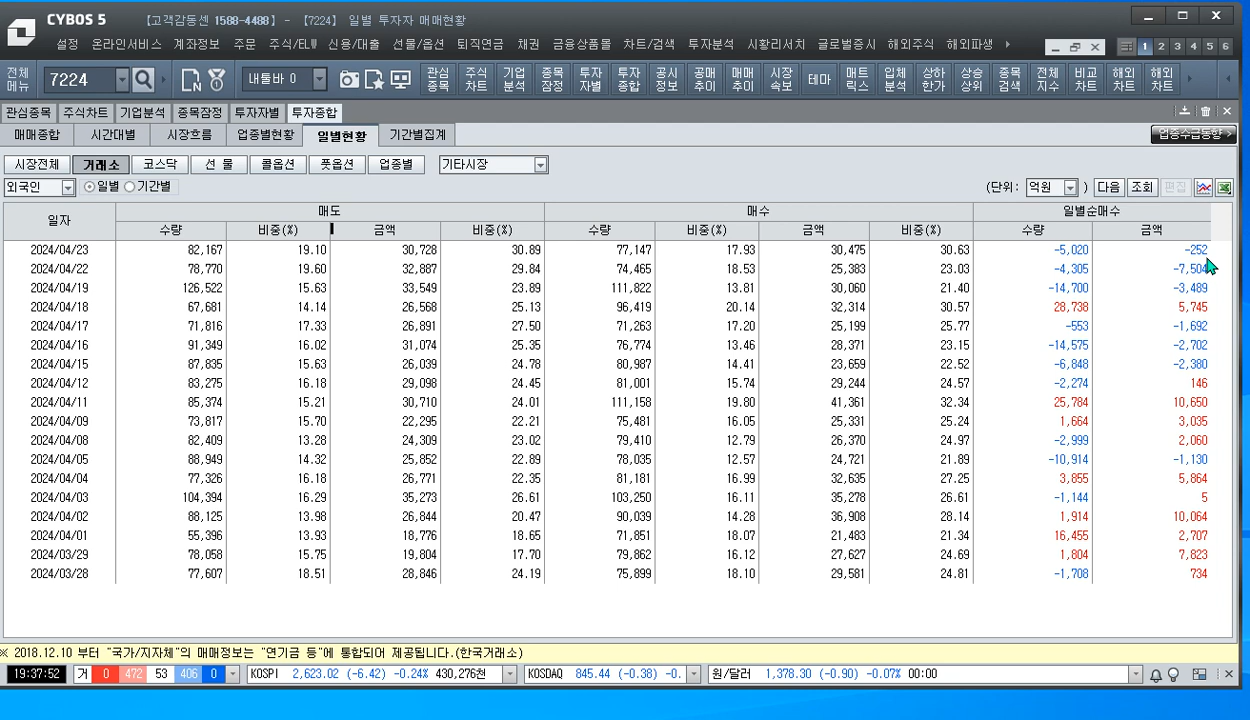 CYBOS 5 【고객감동센 1588-4488】 - 【7224】 일별 투자자 매매현황
설정 온라인서비스 계좌정보 주문 주식/ELW 신용/대출 선물/옵션 퇴직연금 채권 금융상품몰 차트/검색 투자분석 시황리서치 글로벌증시 해외주식 해외파생
1 2 3 4 5 6
전체메뉴 7224 내툴바 0 관심종목 주식차트 기업분석 종목잠정 투자자별 투자종합 공시정보 공매추이 매매추이 시장속보 테마 매트릭스 입체분석 상하한가 상승상위 종목검색 전체지수 비교차트 해외차트 해외차트
관심종목 주식차트 기업분석 종목잠정 투자자별 투자종합
매매종합 시간대별 시장흐름 업종별현황 일별현황 기간별집계 업종수급동향 >
시장전체 거래소 코스닥 선 물 콜옵션 풋옵션 업종별 기타시장
외국인 일별 기간별 (단위: 억원 ) 다음 조회 편집
일자 매도 매수 일별순매수
수량 비중(%) 금액 비중(%) 수량 비중(%) 금액 비중(%) 수량 금액
2024/04/23 82,167 19.10 30,728 30.89 77,147 17.93 30,475 30.63 -5,020 -252
2024/04/22 78,770 19.60 32,887 29.84 74,465 18.53 25,383 23.03 -4,305 -7,504
2024/04/19 126,522 15.63 33,549 23.89 111,822 13.81 30,060 21.40 -14,700 -3,489
2024/04/18 67,681 14.14 26,568 25.13 96,419 20.14 32,314 30.57 28,738 5,745
2024/04/17 71,816 17.33 26,891 27.50 71,263 17.20 25,199 25.77 -553 -1,692
2024/04/16 91,349 16.02 31,074 25.35 76,774 13.46 28,371 23.15 -14,575 -2,702
2024/04/15 87,835 15.63 26,039 24.78 80,987 14.41 23,659 22.52 -6,848 -2,380
2024/04/12 83,275 16.18 29,098 24.45 81,001 15.74 29,244 24.57 -2,274 146
2024/04/11 85,374 15.21 30,710 24.01 111,158 19.80 41,361 32.34 25,784 10,650
2024/04/09 73,817 15.70 22,295 22.21 75,481 16.05 25,331 25.24 1,664 3,035
2024/04/08 82,409 13.28 24,309 23.02 79,410 12.79 26,370 24.97 -2,999 2,060
2024/04/05 88,949 14.32 25,852 22.89 78,035 12.57 24,721 21.89 -10,914 -1,130
2024/04/04 77,326 16.18 26,771 22.35 81,181 16.99 32,635 27.25 3,855 5,864
2024/04/03 104,394 16.29 35,273 26.61 103,250 16.11 35,278 26.61 -1,144 5
2024/04/02 88,125 13.98 26,844 20.47 90,039 14.28 36,908 28.14 1,914 10,064
2024/04/01 55,396 13.93 18,776 18.65 71,851 18.07 21,483 21.34 16,455 2,707
2024/03/29 78,058 15.75 19,804 17.70 79,862 16.12 27,627 24.69 1,804 7,823
2024/03/28 77,607 18.51 28,846 24.19 75,899 18.10 29,581 24.81 -1,708 734
※ 2018.12.10 부터 "국가/지자체"의 매매정보는 "연기금 등"에 통합되어 제공됩니다.(한국거래소)
19:37:52 거 0 472 53 406 0 KOSPI 2,623.02 (-6.42) -0.24% 430,276천 KOSDAQ 845.44 (-0.38) -0. 원/달러 1,378.30 (-0.90) -0.07% 00:00